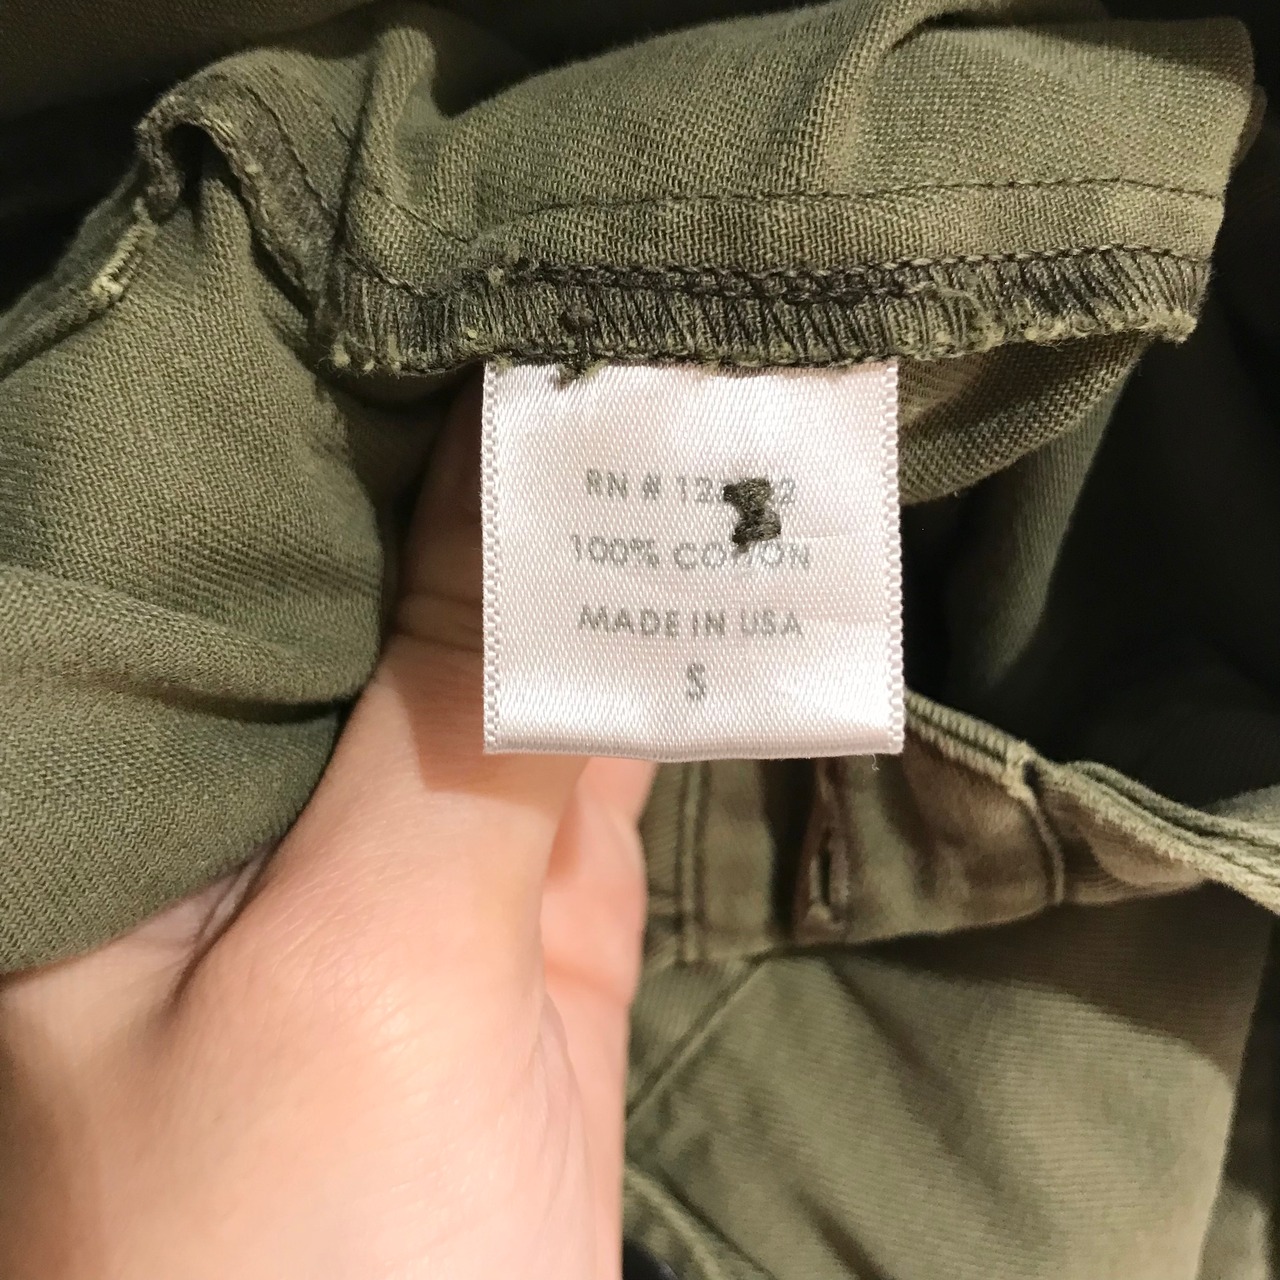 RN #
100% COTTON
MADE IN USA
S